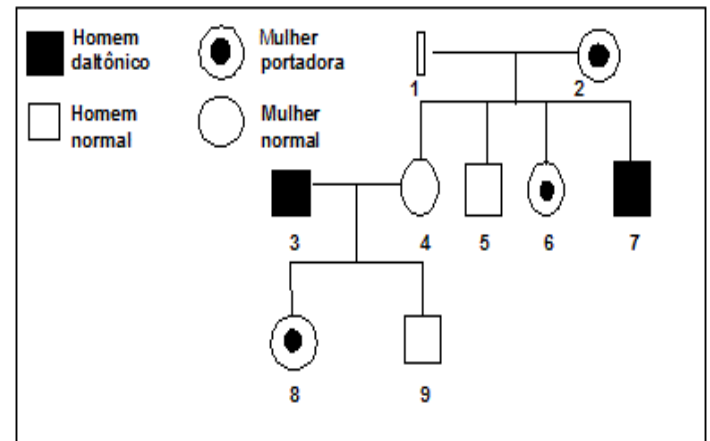 Homem
daltônico
Mulher
portadora
Homem
normal
Mulher
normal
1
2
3
4
5
6
7
8
9